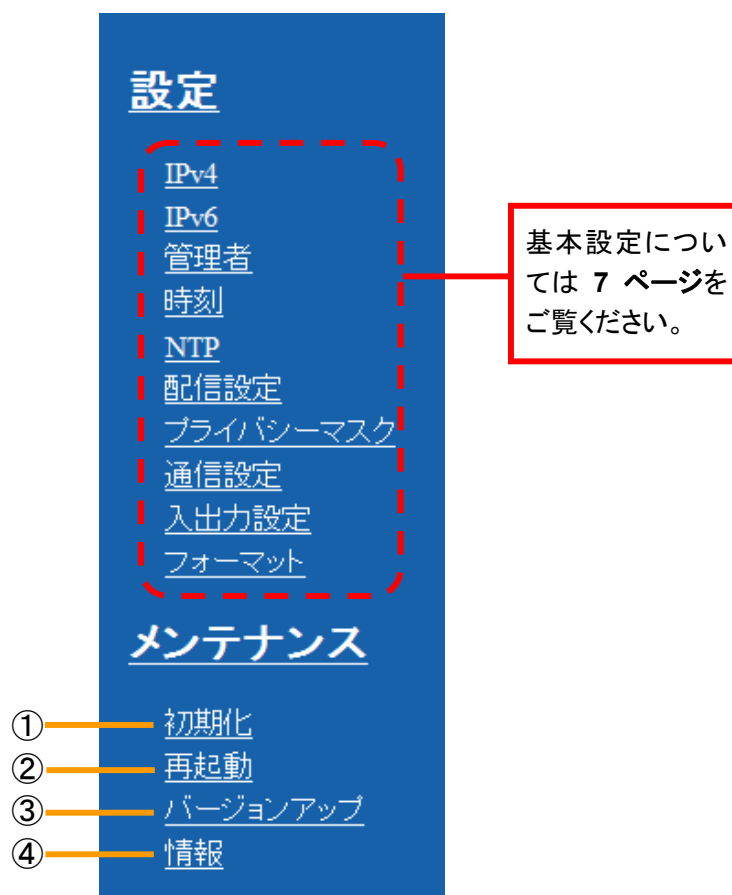 設定
IPv4
IPv6
管理者
時刻
NTP
配信設定
プライバシーマスク
通信設定
入出力設定
フォーマット
基本設定につい
ては 7 ページを
ご覧ください。
メンテナンス
① 初期化
② 再起動
③ バージョンアップ
④ 情報